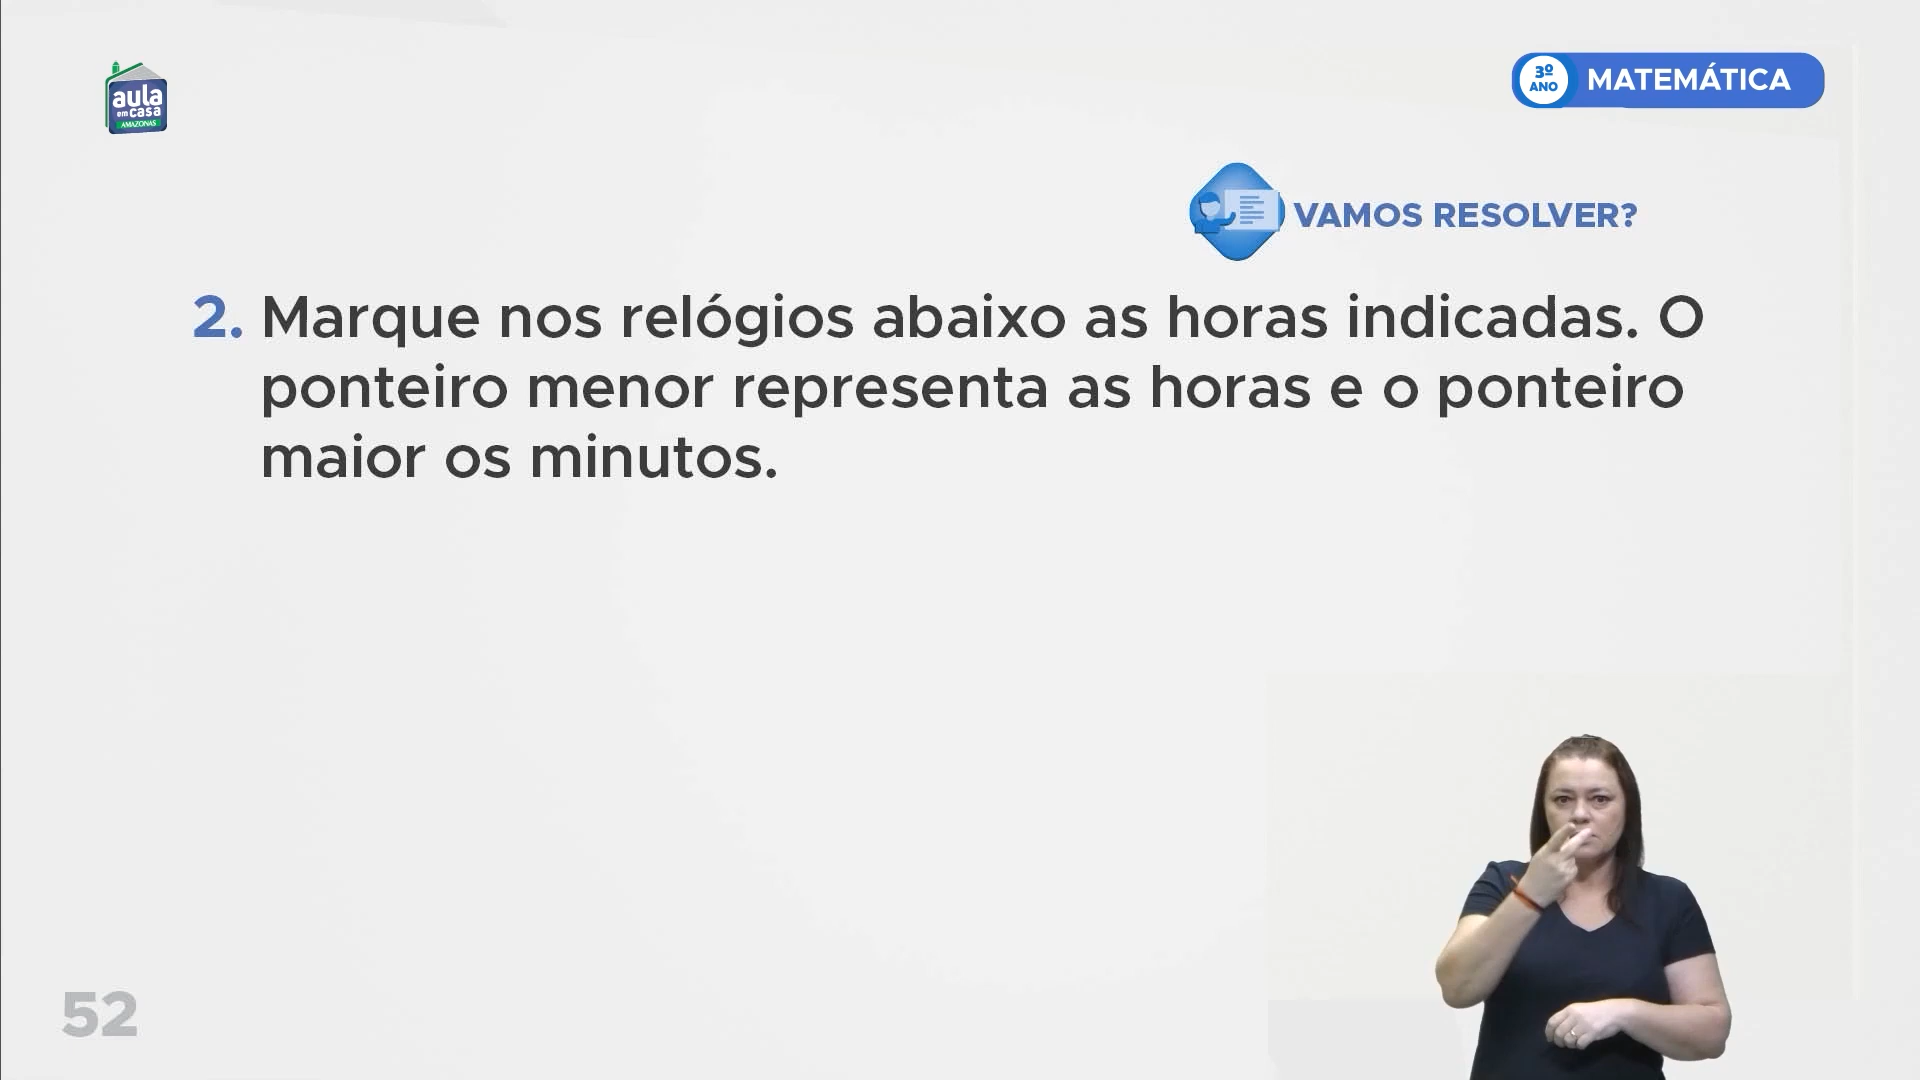 aula
em casa
AMAZONAS
3º
ANO
MATEMÁTICA
VAMOS RESOLVER?
2. Marque nos relógios abaixo as horas indicadas. O
ponteiro menor representa as horas e o ponteiro
maior os minutos.
52